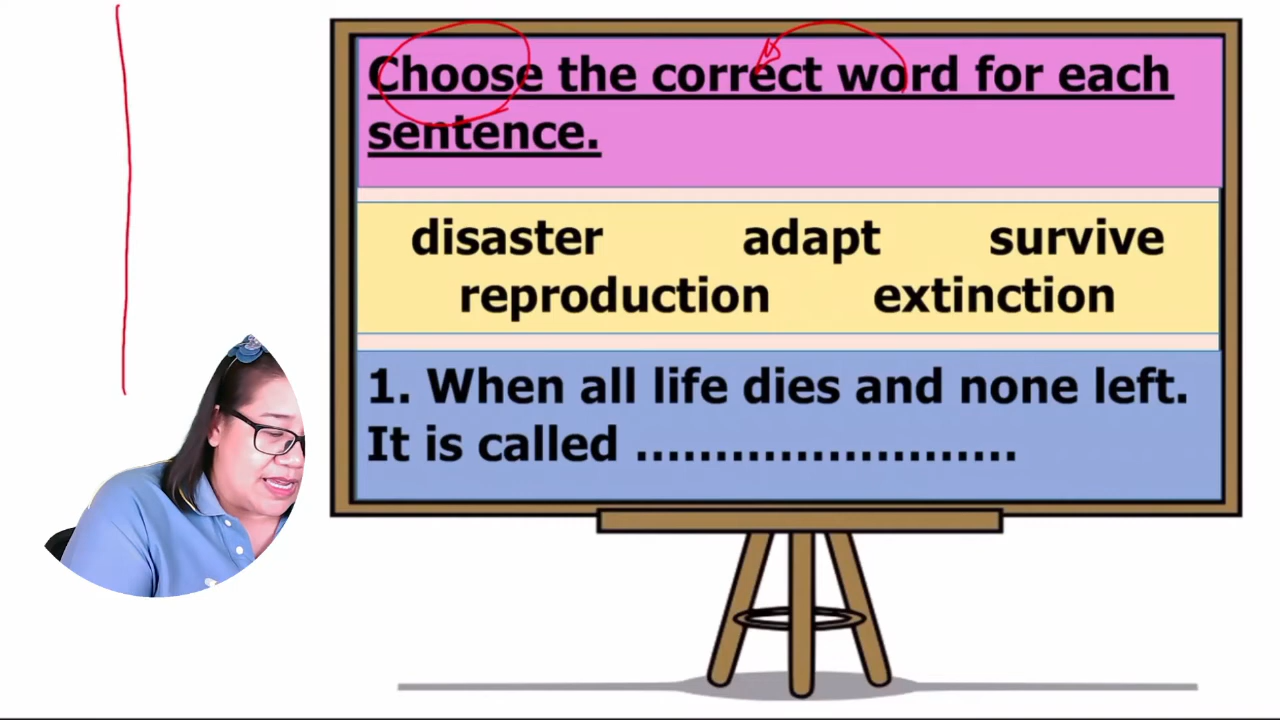 Choose the correct word for each
sentence.
disaster adapt survive
reproduction extinction
1. When all life dies and none left.
It is called ........................